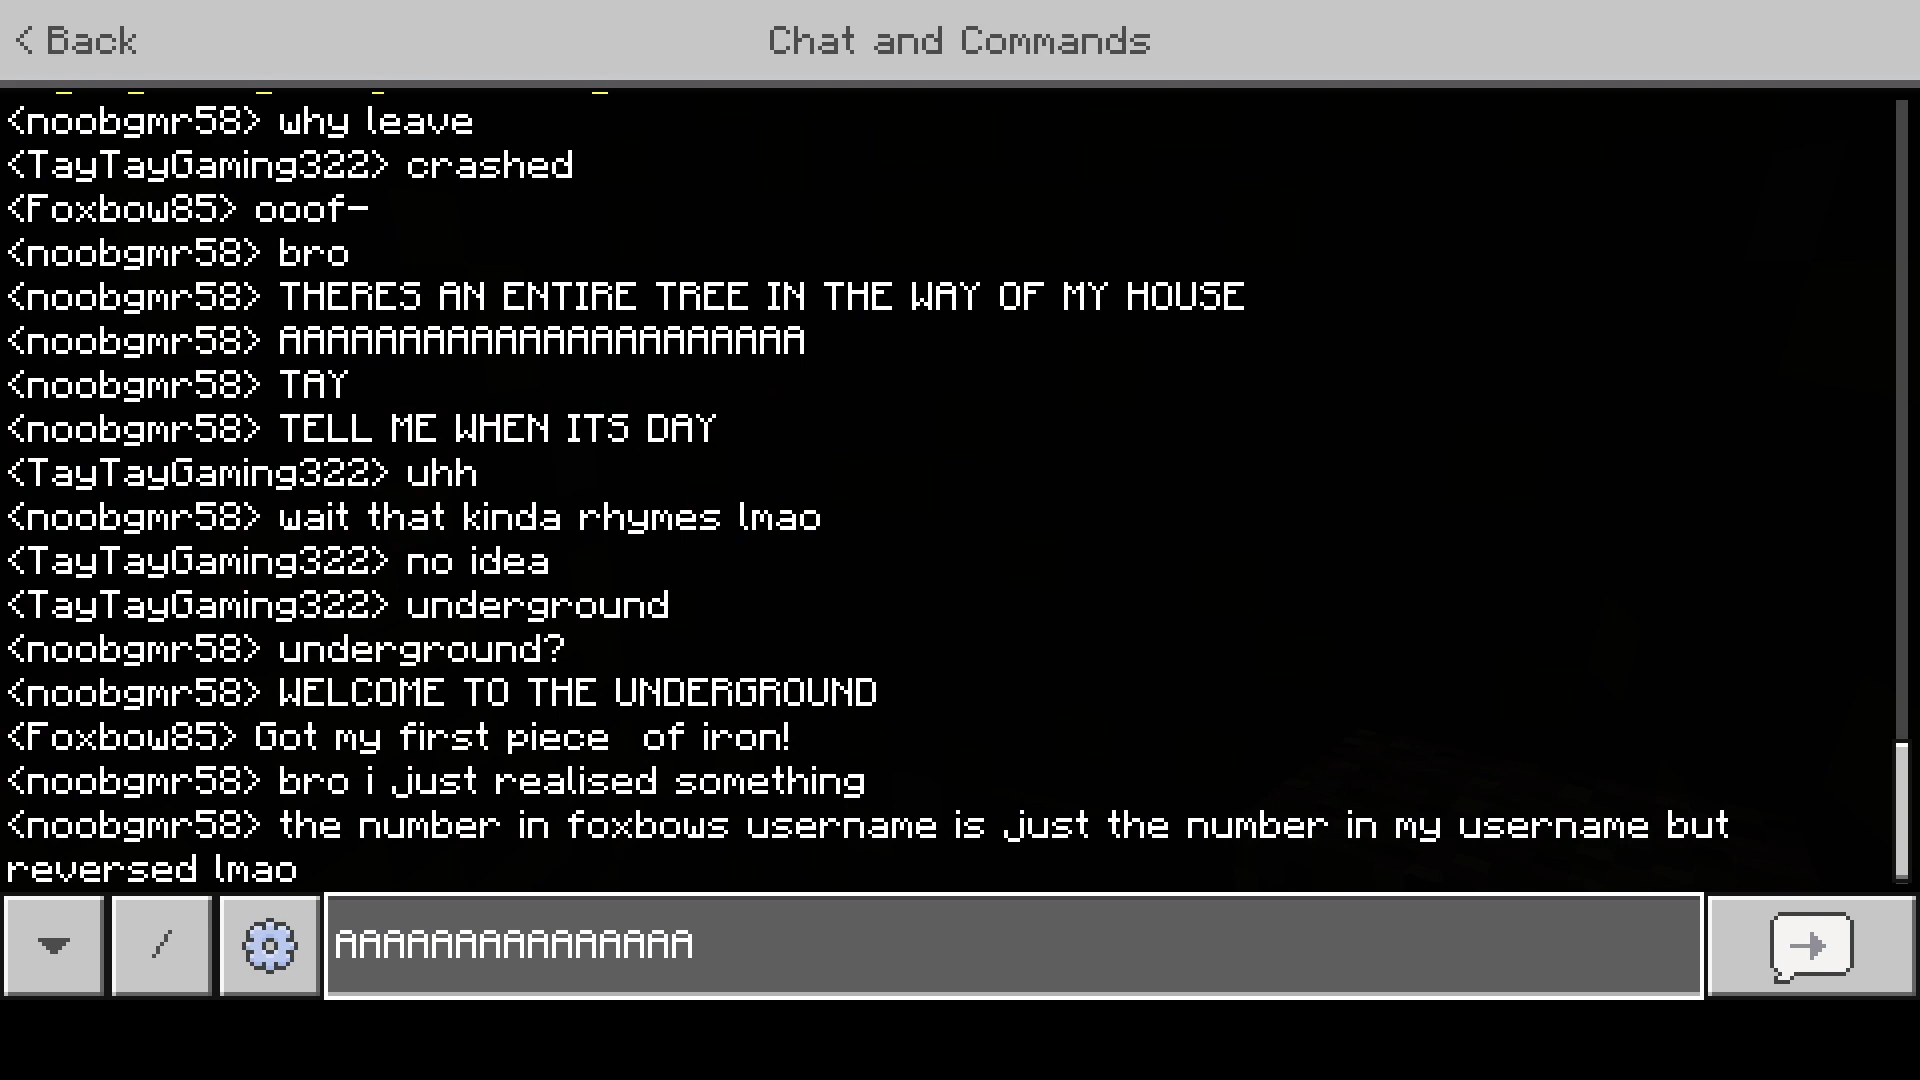 < Back
Chat and Commands
<noobgmr58> why leave
<TayTayGaming322> crashed
<Foxbow85> ooof-
<noobgmr58> bro
<noobgmr58> THERES AN ENTIRE TREE IN THE WAY OF MY HOUSE
<noobgmr58> AAAAAAAAAAAAAAAAAAAAAA
<noobgmr58> TAY
<noobgmr58> TELL ME WHEN ITS DAY
<TayTayGaming322> uhh
<noobgmr58> wait that kinda rhymes lmao
<TayTayGaming322> no idea
<TayTayGaming322> underground
<noobgmr58> underground?
<noobgmr58> WELCOME TO THE UNDERGROUND
<Foxbow85> Got my first piece  of iron!
<noobgmr58> bro i just realised something
<noobgmr58> the number in foxbows username is just the number in my username but
reversed lmao
/
AAAAAAAAAAAAAAA